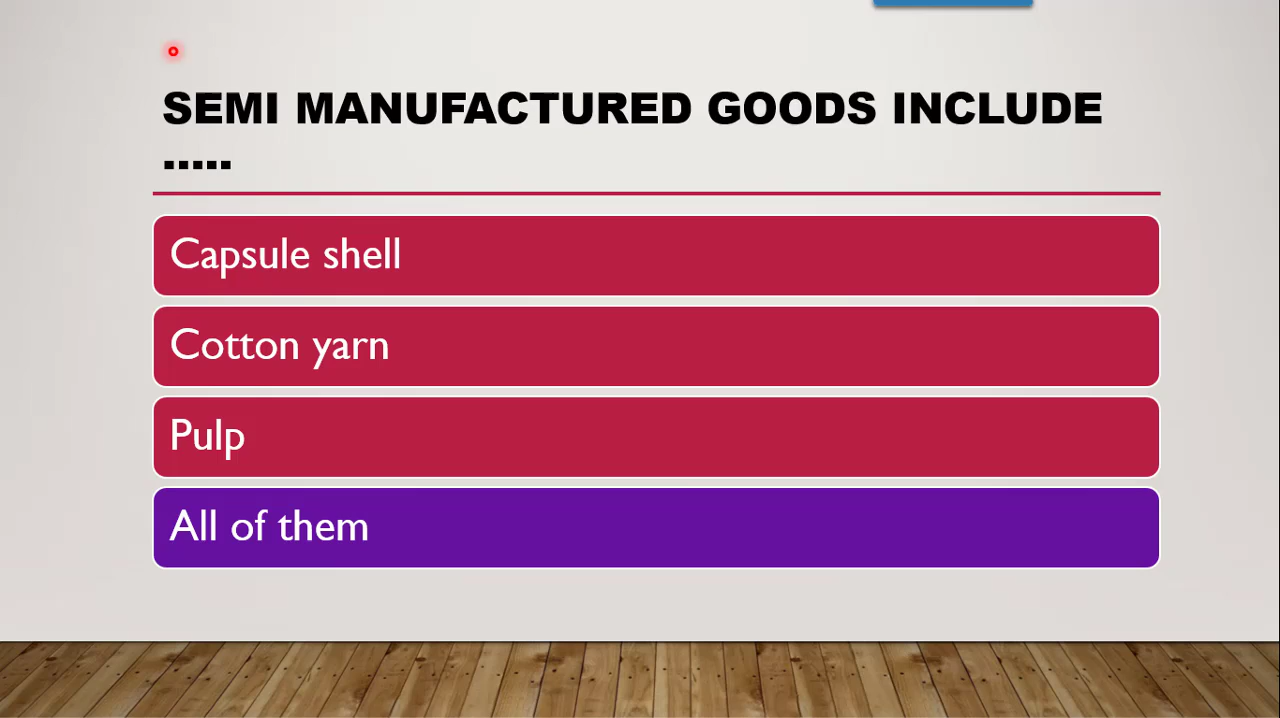 SEMI MANUFACTURED GOODS INCLUDE
.....
Capsule shell
Cotton yarn
Pulp
All of them